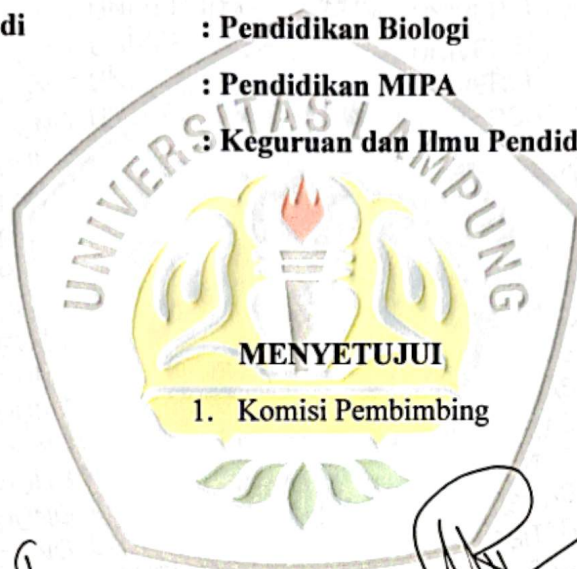 di : Pendidikan Biologi
: Pendidikan MIPA
: Keguruan dan Ilmu Pendid
UNIVERSITAS LAMPUNG
MENYETUJUI
1. Komisi Pembimbing